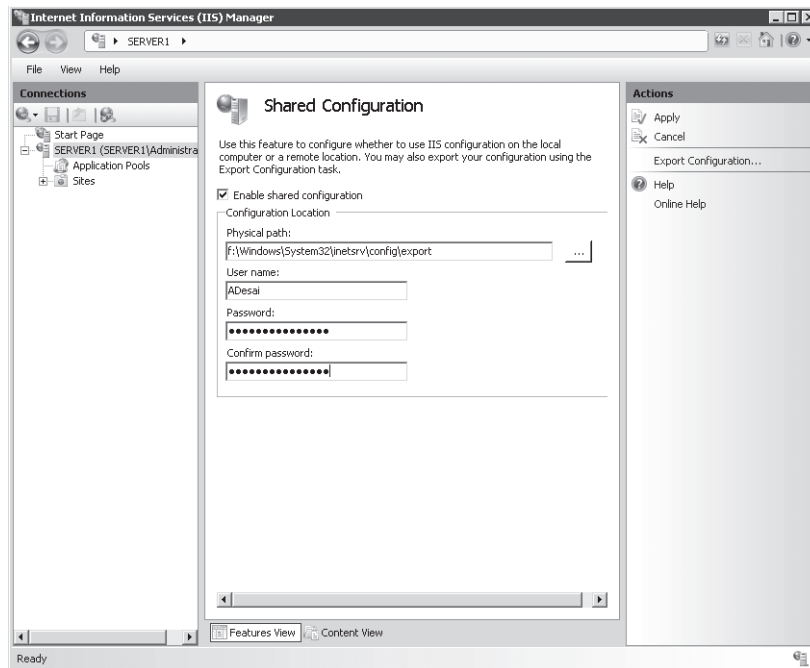 Internet Information Services (IIS) Manager
SERVER1
File View Help
Connections
Start Page
SERVER1 (SERVER1\Administra
Application Pools
Sites
Shared Configuration
Use this feature to configure whether to use IIS configuration on the local
computer or a remote location. You may also export your configuration using the
Export Configuration task.
Enable shared configuration
Configuration Location
Physical path:
f:\Windows\System32\inetsrv\config\export
...
User name:
ADesai
Password:
●●●●●●●●●●●●●●●
Confirm password:
●●●●●●●●●●●●●●●
Features View Content View
Actions
Apply
Cancel
Export Configuration...
Help
Online Help
Ready